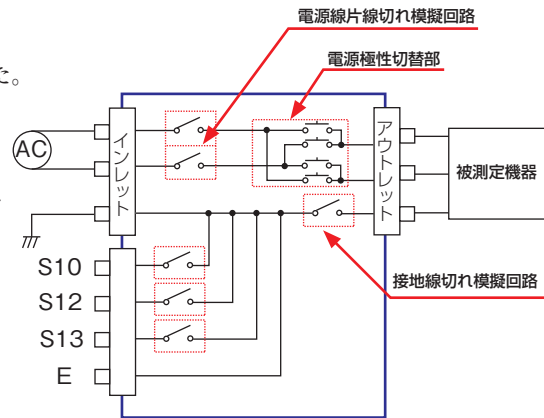 電源線片線切れ模擬回路
た。
電源極性切替部
インレット
アウトレット
AC
被測定機器
接地線切れ模擬回路
S10
S12
S13
E